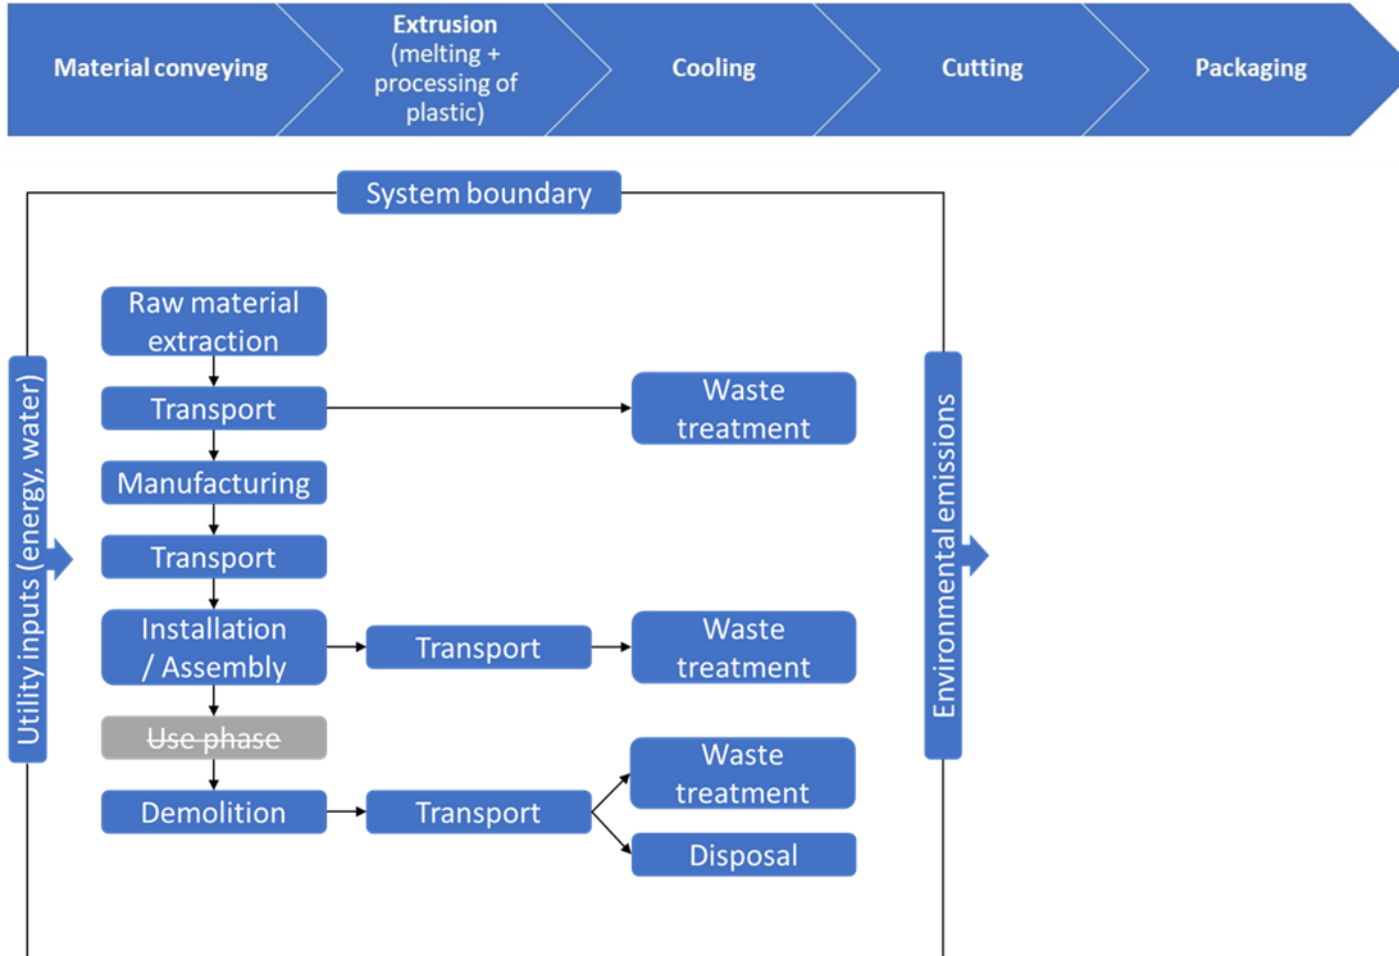 Material conveying
Extrusion
(melting +
processing of
plastic)
Cooling
Cutting
Packaging
System boundary
Raw material
extraction
Transport
Waste
treatment
Manufacturing
Transport
Installation
/ Assembly
Transport
Waste
treatment
Use phase
Demolition
Transport
Waste
treatment
Disposal
Utility inputs (energy, water)
Environmental emissions